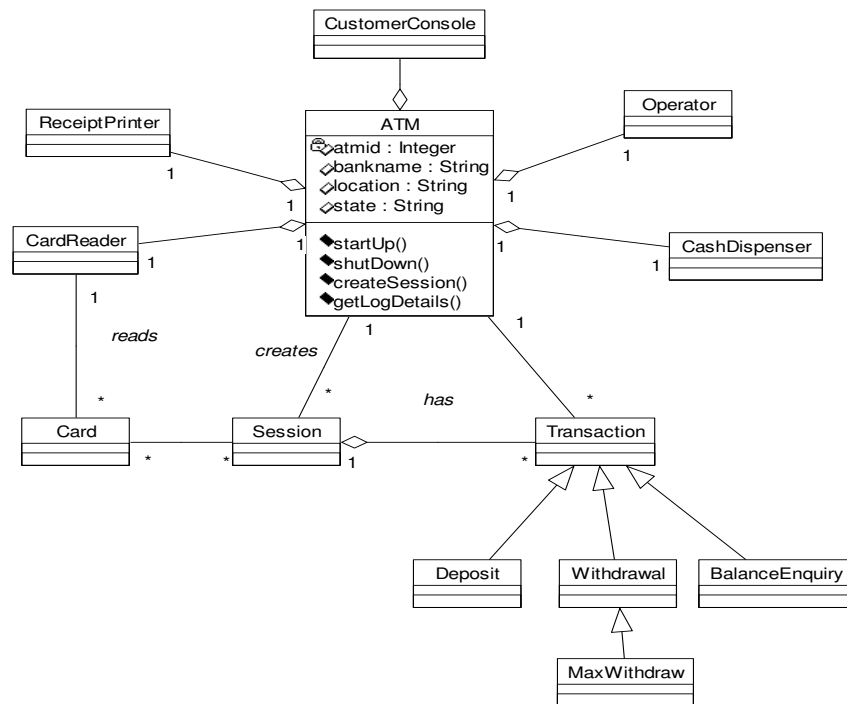 CustomerConsole
ReceiptPrinter
1
ATM
atmid : Integer
bankname : String
location : String
state : String
startUp()
shutDown()
createSession()
getLogDetails()
Operator
1
1
1
CardReader
1
1
1
CashDispenser
1
1
reads
*
creates
1
*
1
*
has
Card
*
*
Session
1
*
Transaction
Deposit
Withdrawal
BalanceEnquiry
MaxWithdraw